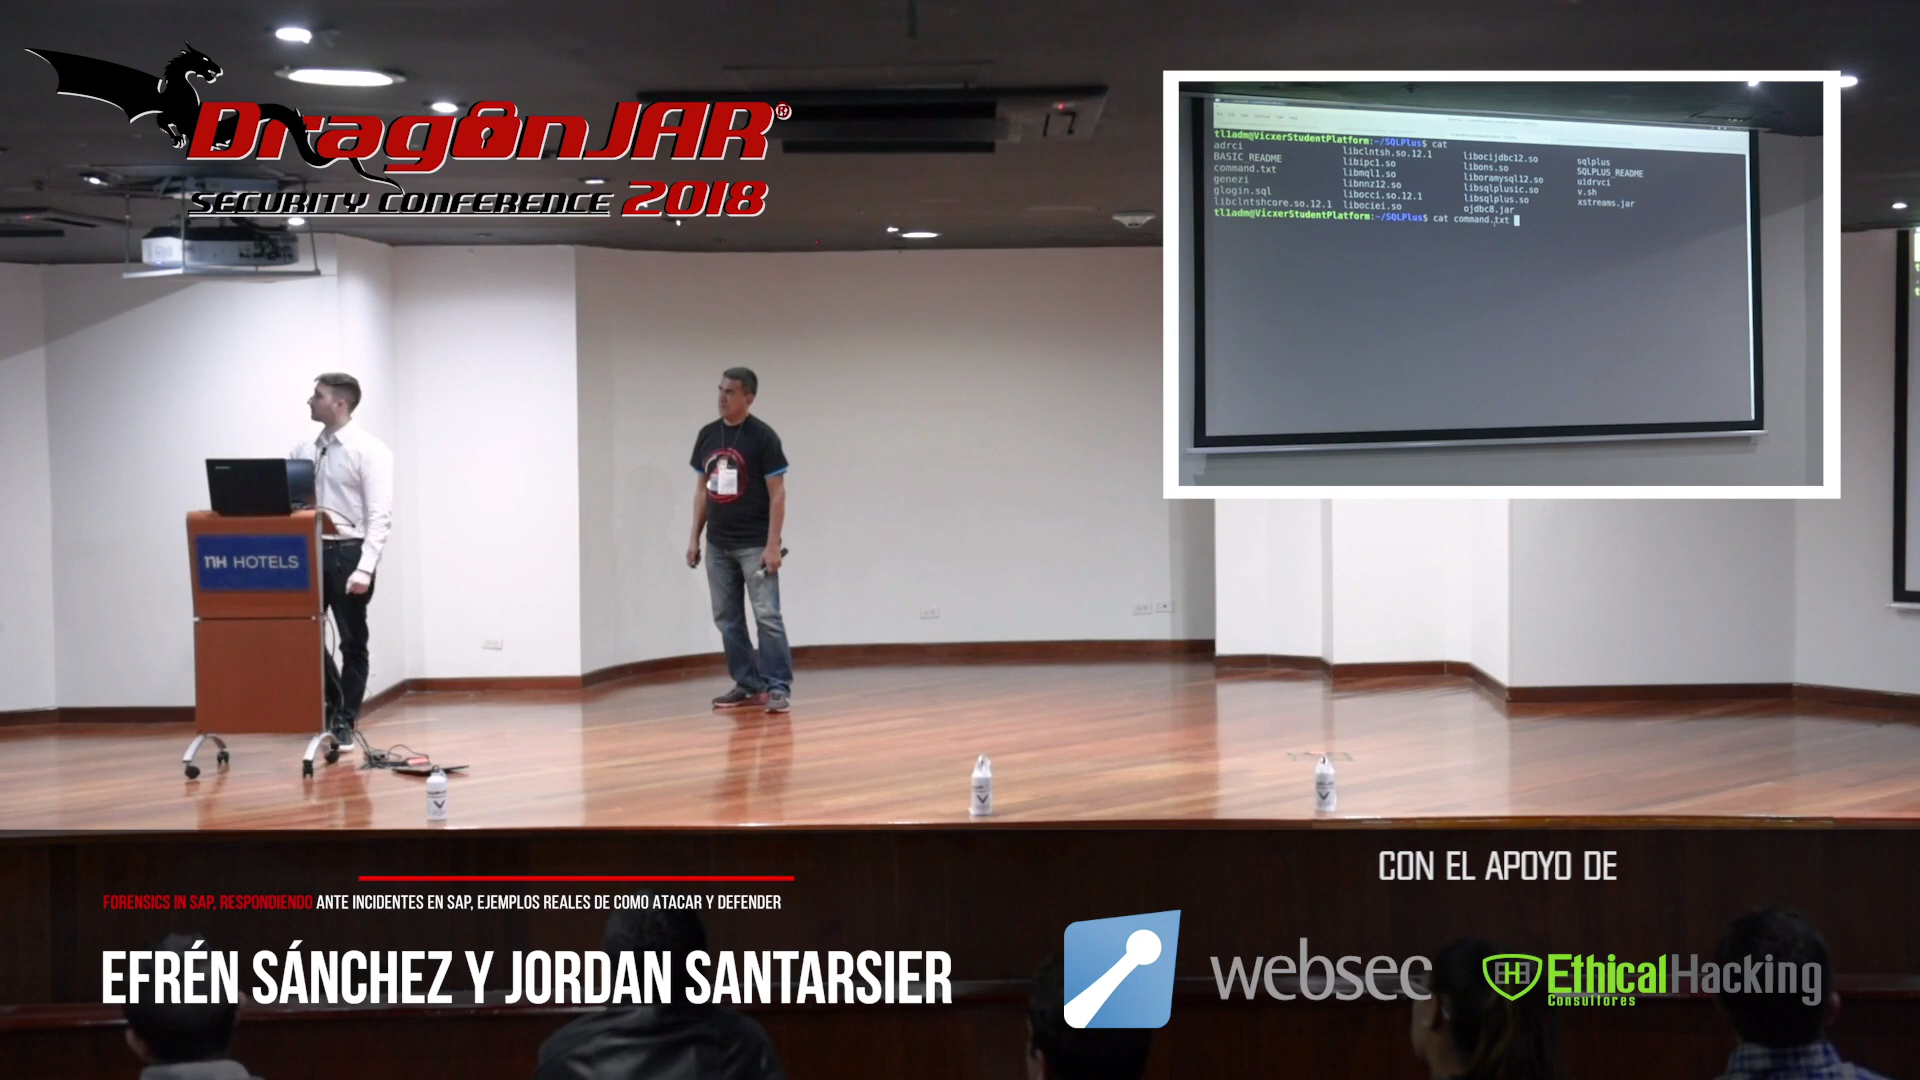 DragonJAR®
SECURITY CONFERENCE 2018
tl1adm@VicxerStudentPlatform:~/SQLPlus$ cat
adrci libclntsh.so.12.1 libocijdbc12.so sqlplus
BASIC_README libipc1.so libons.so SQLPLUS_README
command.txt libmql1.so liboramysql12.so uidrvci
genezi libnnz12.so libsqlplusic.so v.sh
glogin.sql libocci.so.12.1 libsqlplus.so xstreams.jar
libclntshcore.so.12.1 libociei.so ojdbc8.jar
tl1adm@VicxerStudentPlatform:~/SQLPlus$ cat command.txt
nH HOTELS
FORENSICS IN SAP, RESPONDIENDO ANTE INCIDENTES EN SAP, EJEMPLOS REALES DE COMO ATACAR Y DEFENDER
EFRÉN SÁNCHEZ Y JORDAN SANTARSIER
CON EL APOYO DE
websec
EHE EthicalHacking
Consultores